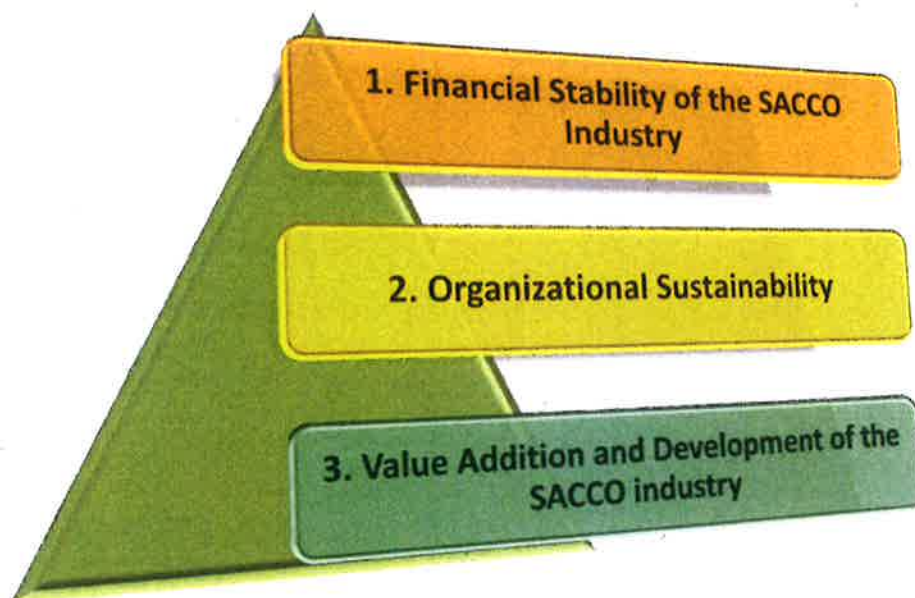 1. Financial Stability of the SACCO
Industry
2. Organizational Sustainability
3. Value Addition and Development of the
SACCO industry